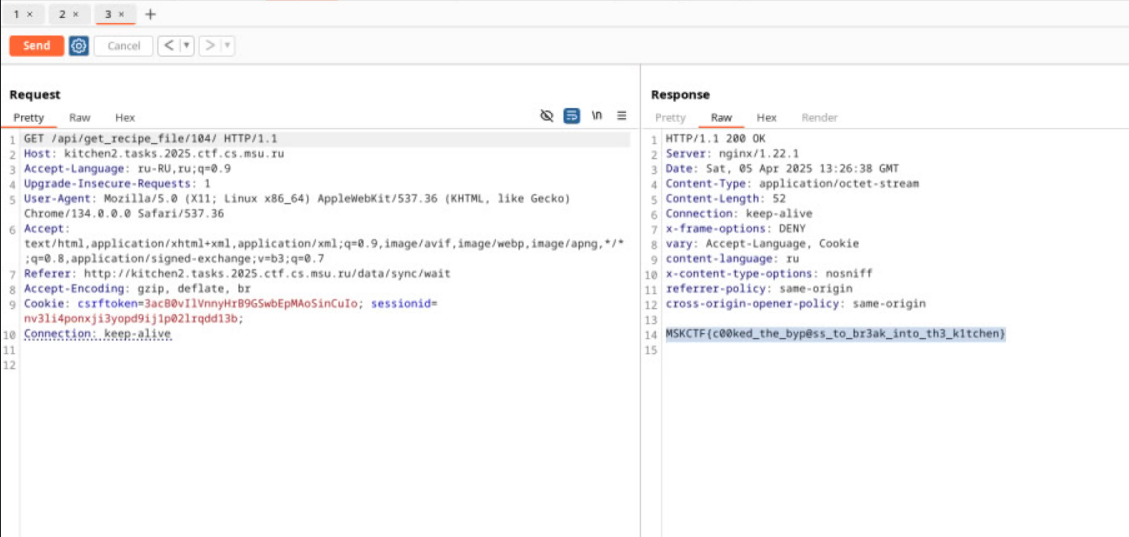 1 × 2 × 3 × +
Send Cancel < ▾ > ▾
Request
Pretty Raw Hex \n
1 GET /api/get_recipe_file/104/ HTTP/1.1
2 Host: kitchen2.tasks.2025.ctf.cs.msu.ru
3 Accept-Language: ru-RU,ru;q=0.9
4 Upgrade-Insecure-Requests: 1
5 User-Agent: Mozilla/5.0 (X11; Linux x86_64) AppleWebKit/537.36 (KHTML, like Gecko)
Chrome/134.0.0.0 Safari/537.36
6 Accept:
text/html,application/xhtml+xml,application/xml;q=0.9,image/avif,image/webp,image/apng,*/*
;q=0.8,application/signed-exchange;v=b3;q=0.7
7 Referer: http://kitchen2.tasks.2025.ctf.cs.msu.ru/data/sync/wait
8 Accept-Encoding: gzip, deflate, br
9 Cookie: csrftoken=3acB0vIlVnnyHrB9GSwbEpMAoSinCuIo; sessionid=
nv3li4ponxji3yopd9ij1p02lrqdd13b;
10 Connection: keep-alive
11
12
Response
Pretty Raw Hex Render
1 HTTP/1.1 200 OK
2 Server: nginx/1.22.1
3 Date: Sat, 05 Apr 2025 13:26:38 GMT
4 Content-Type: application/octet-stream
5 Content-Length: 52
6 Connection: keep-alive
7 x-frame-options: DENY
8 vary: Accept-Language, Cookie
9 content-language: ru
10 x-content-type-options: nosniff
11 referrer-policy: same-origin
12 cross-origin-opener-policy: same-origin
13
14 MSKCTF{c00ked_the_byp@ss_to_br3ak_into_th3_k1tchen}
15